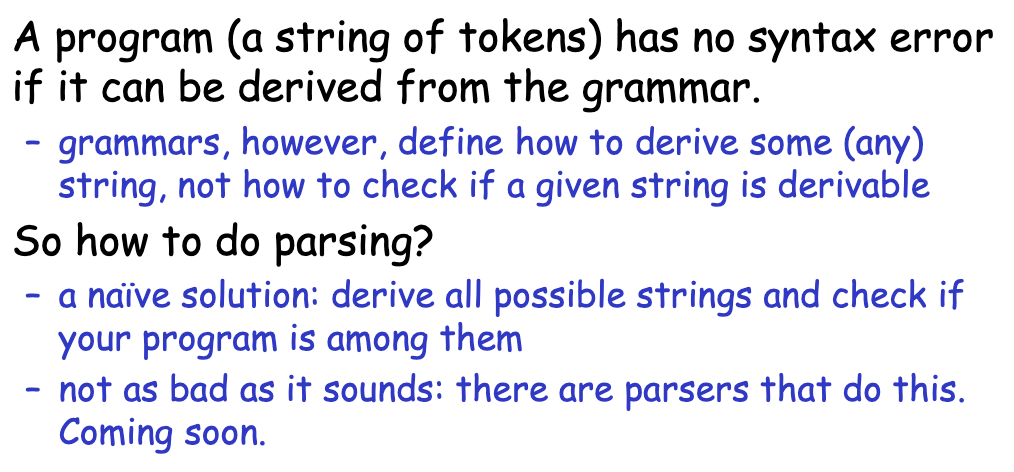 A program (a string of tokens) has no syntax error
if it can be derived from the grammar.
– grammars, however, define how to derive some (any)
string, not how to check if a given string is derivable
So how to do parsing?
– a naïve solution: derive all possible strings and check if
your program is among them
– not as bad as it sounds: there are parsers that do this.
Coming soon.